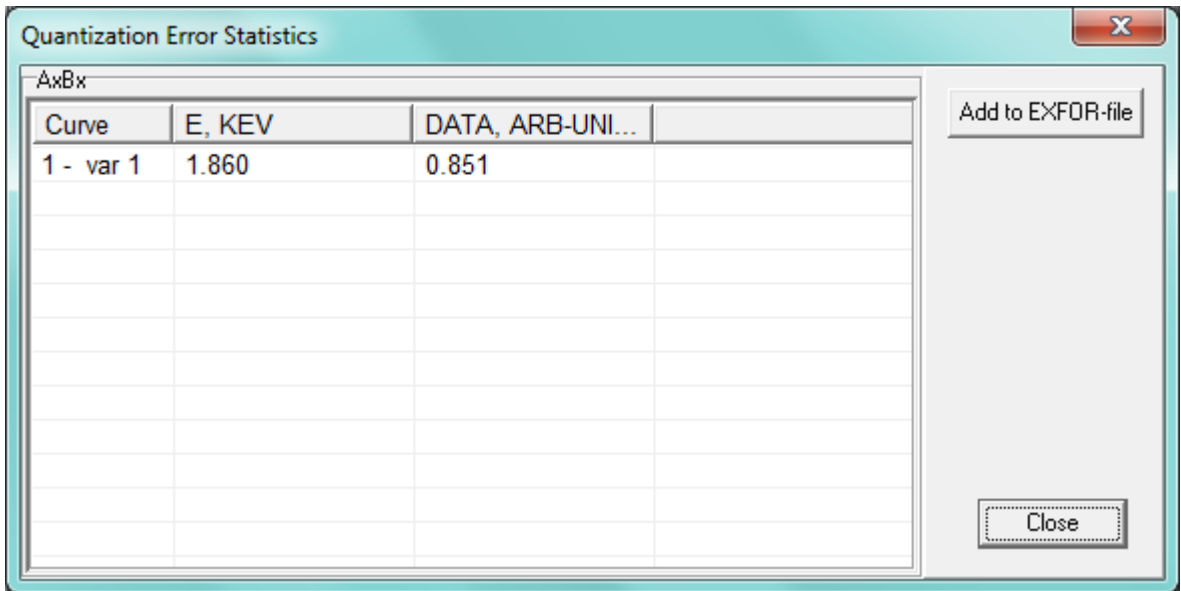 Quantization Error Statistics
AxBx
Curve E, KEV DATA, ARB-UNI...
1 - var 1 1.860 0.851
Add to EXFOR-file
Close